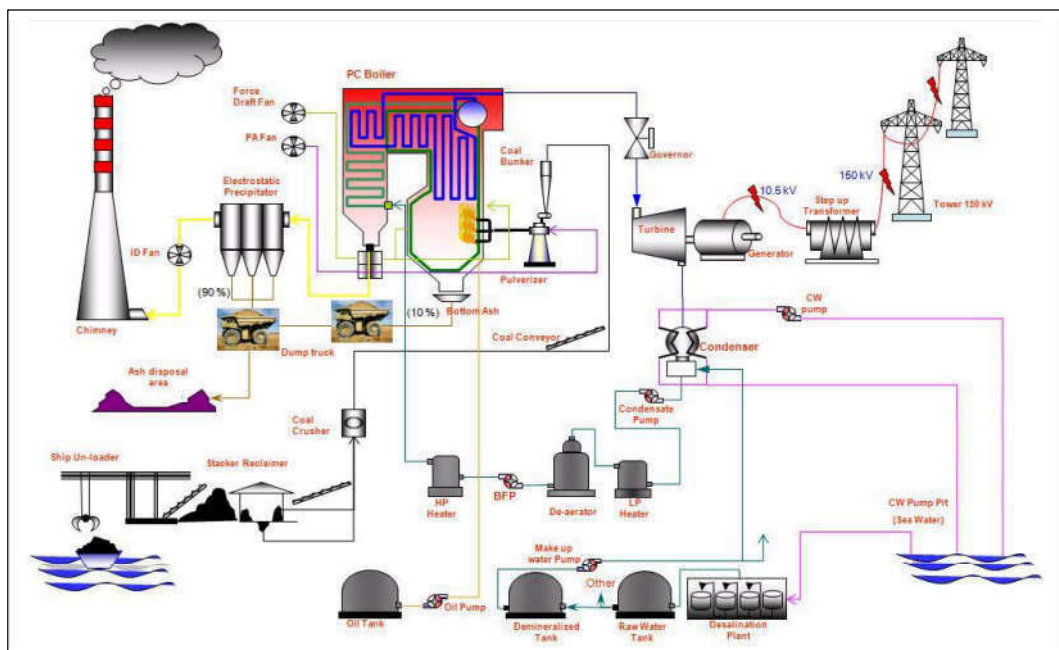 PC Boiler
Force
Draft Fan
PA Fan
Coal
Bunker
Governor
Electrostatic
Precipitator
ID Fan
(90 %)
Chimney
Dump truck
(10 %)
Bottom Ash
Pulverizer
Coal Conveyor
Turbine
10.5 kV
Generator
Step up
Transformer
150 kV
Tower 150 kV
CW
pump
Condenser
Condensate
Pump
Ash disposal
area
Coal
Crusher
Ship Un-loader
Stacker Reclaimer
HP
Heater
BFP
De-aerator
LP
Heater
CW Pump Pit
(Sea Water)
Make up
water Pump
Other
Oil Tank
Oil Pump
Demineralized
Tank
Raw Water
Tank
Desalination
Plant